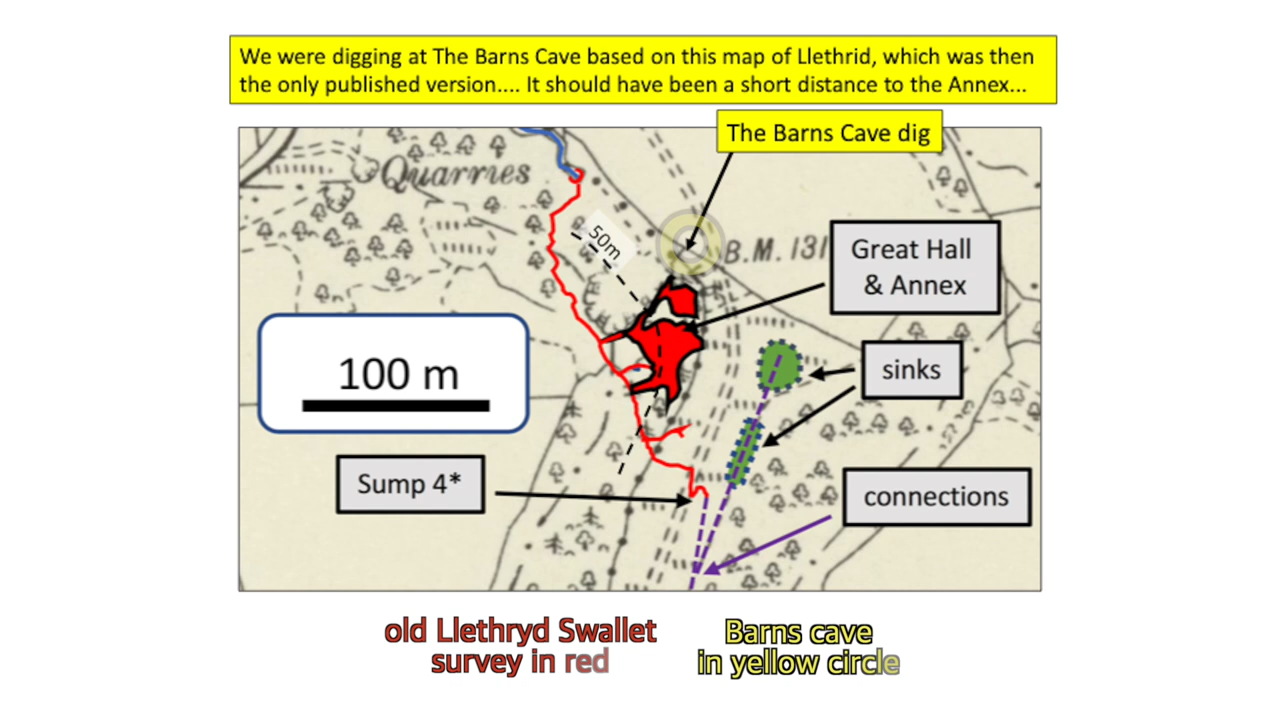 We were digging at The Barns Cave based on this map of Llethrid, which was then
the only published version.... It should have been a short distance to the Annex...
The Barns Cave dig
Quarries
50m
B.M. 131
Great Hall
& Annex
100 m
sinks
Sump 4*
connections
old Llethryd Swallet
survey in red
Barns cave
in yellow circle